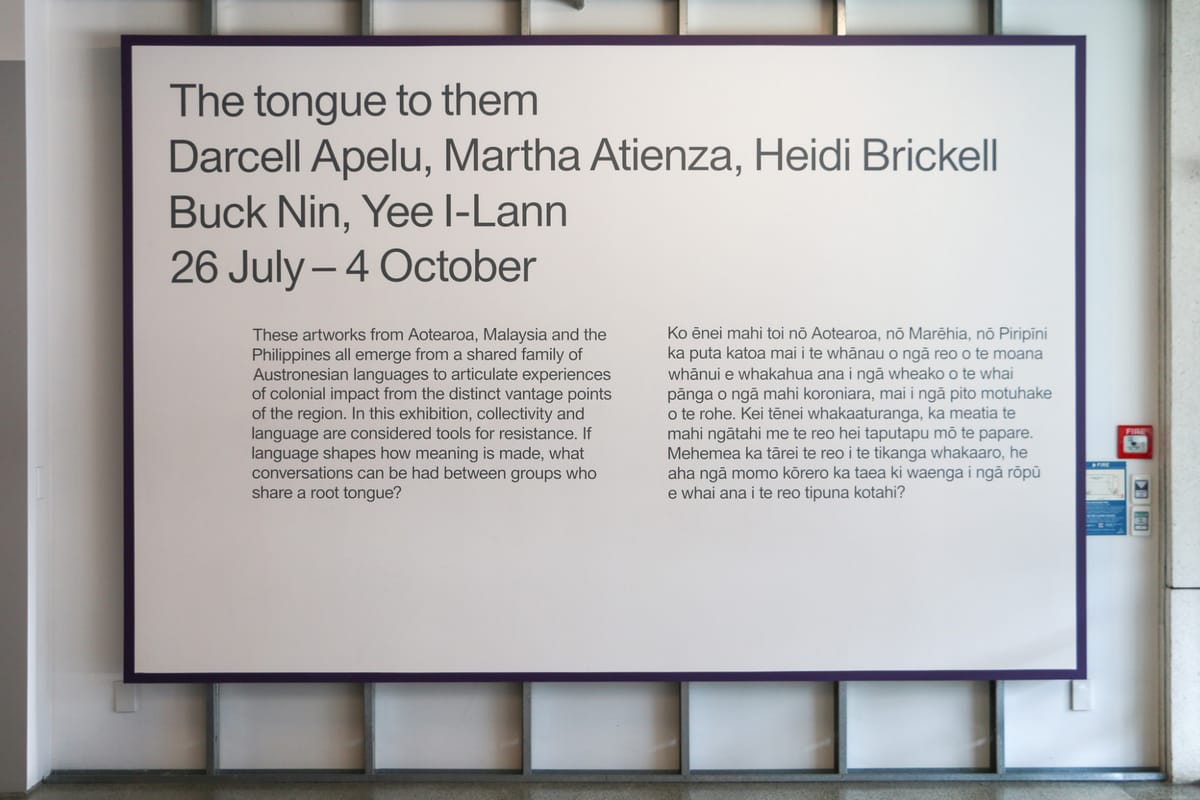 The tongue to them
Darcell Apelu, Martha Atienza, Heidi Brickell
Buck Nin, Yee I-Lann
26 July – 4 October
These artworks from Aotearoa, Malaysia and the
Philippines all emerge from a shared family of
Austronesian languages to articulate experiences
of colonial impact from the distinct vantage points
of the region. In this exhibition, collectivity and
language are considered tools for resistance. If
language shapes how meaning is made, what
conversations can be had between groups who
share a root tongue?
Ko ēnei mahi toi nō Aotearoa, nō Marēhia, nō Piripīni
ka puta katoa mai i te whānau o ngā reo o te moana
whānui e whakahua ana i ngā wheako o te whai
pānga o ngā mahi koroniara, mai i ngā pito motuhake
o te rohe. Kei tēnei whakaaturanga, ka meatia te
mahi ngātahi me te reo hei taputapu mō te papare.
Mehemea ka tārei te reo i te tikanga whakaaro, he
aha ngā momo kōrero ka taea ki waenga i ngā rōpū
e whai ana i te reo tipuna kotahi?
FIRE
FIRE